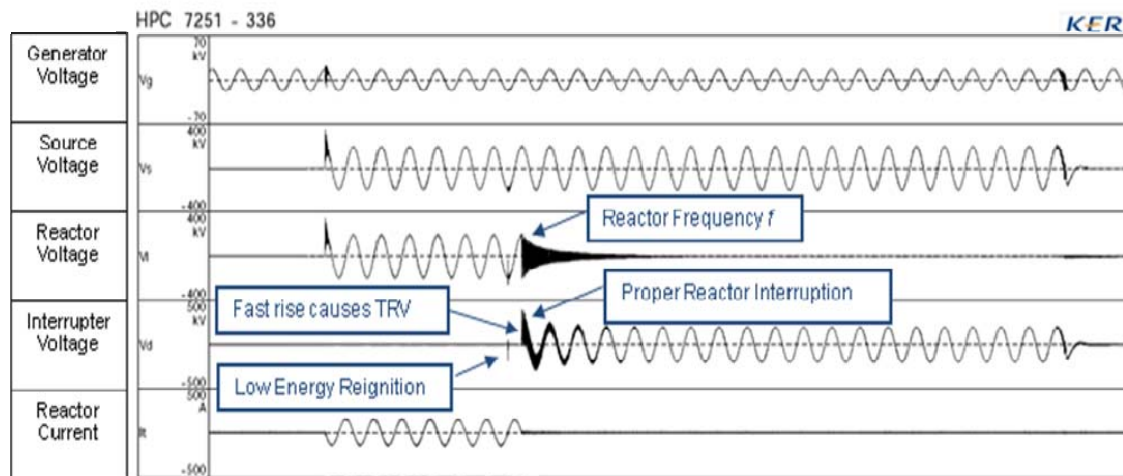 HPC 7251 - 336
KER
Generator
Voltage
70
kV
Vg
-70
Source
Voltage
400
kV
Vs
-400
Reactor
Voltage
400
kV
Vl
-400
Reactor Frequency f
Interrupter
Voltage
500
kV
Vd
-500
Fast rise causes TRV
Proper Reactor Interruption
Low Energy Reignition
Reactor
Current
500
A
-500